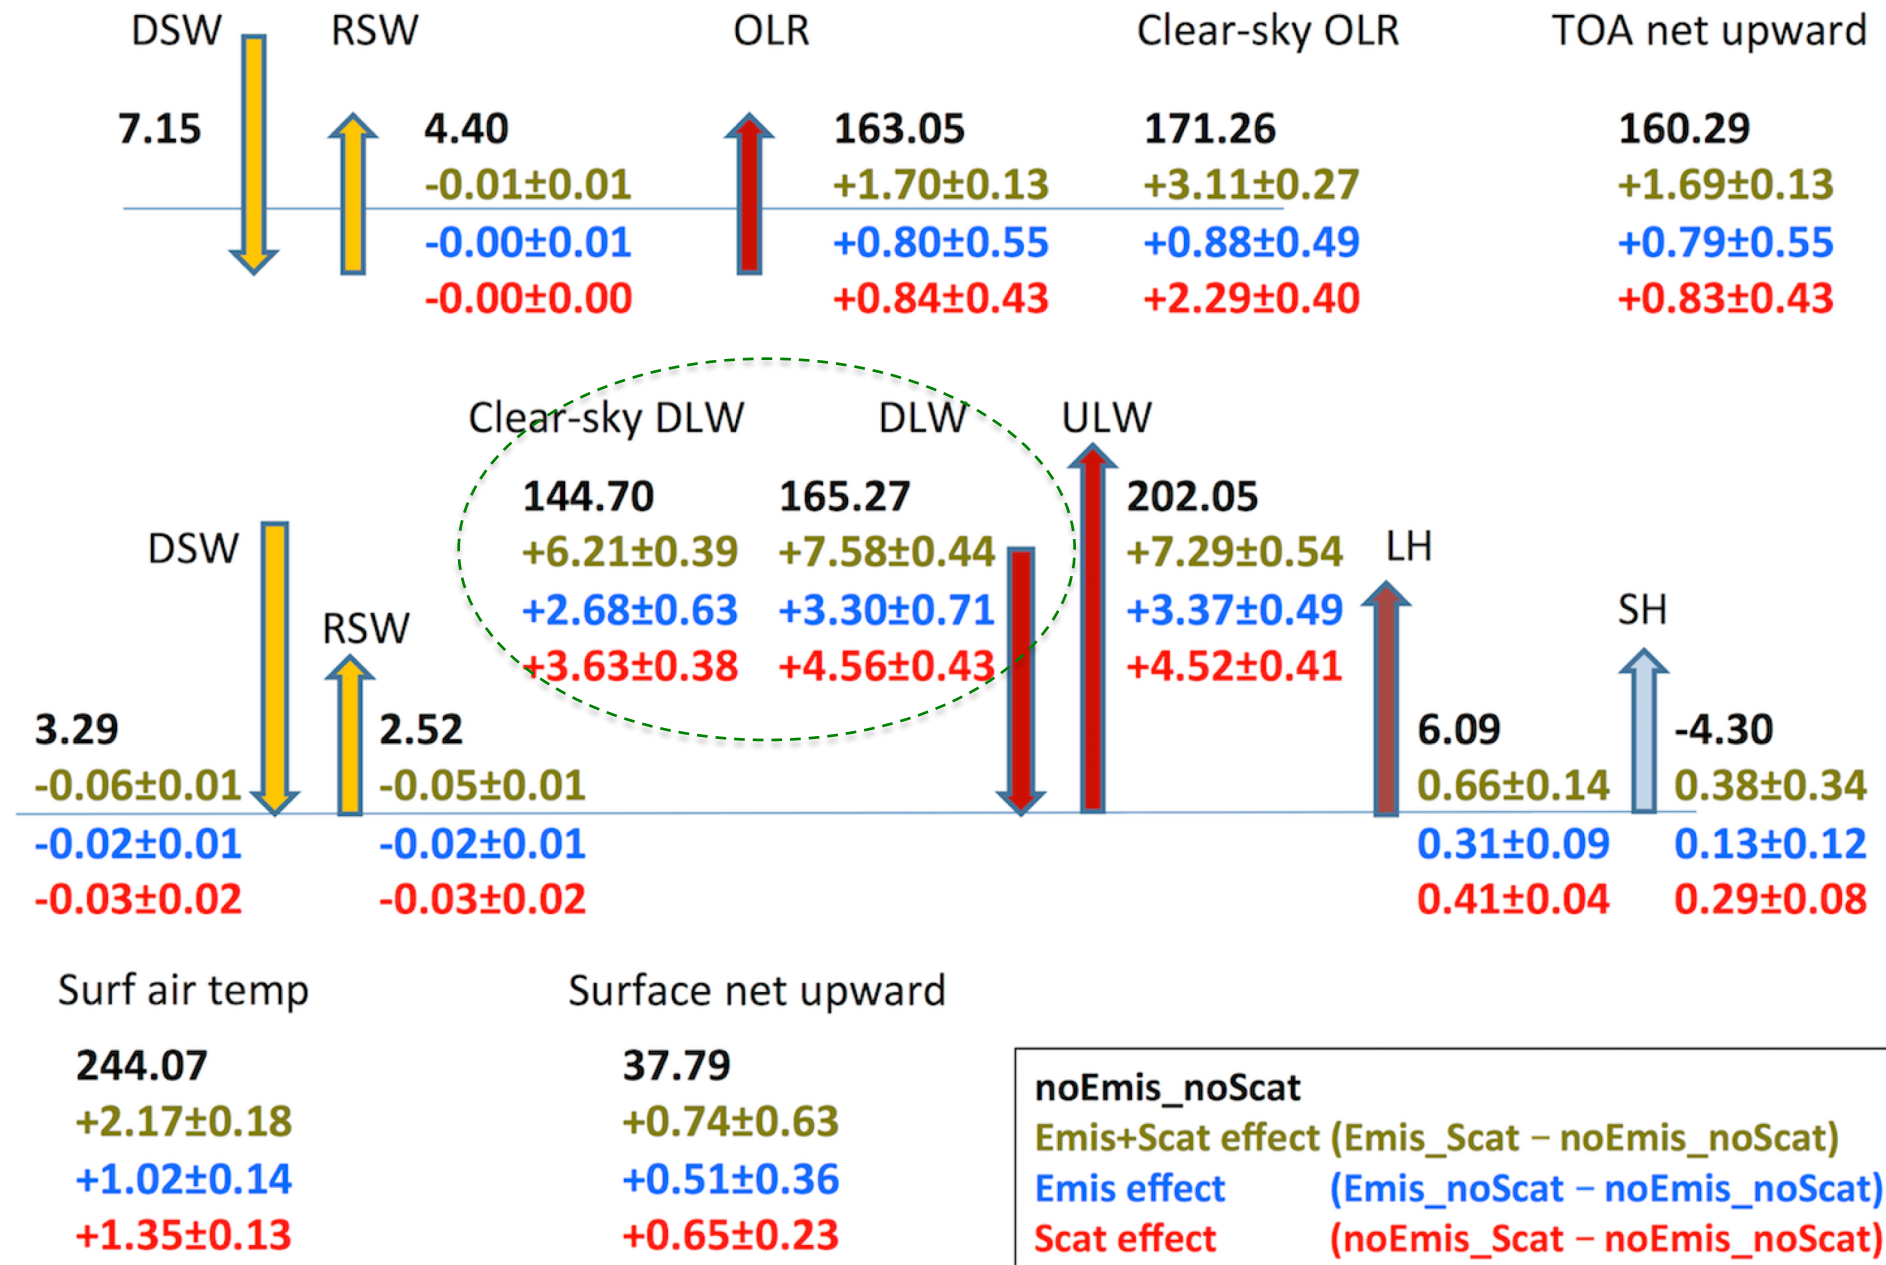 DSW RSW OLR Clear-sky OLR TOA net upward
7.15 4.40 163.05 171.26 160.29
-0.01±0.01 +1.70±0.13 +3.11±0.27 +1.69±0.13
-0.00±0.01 +0.80±0.55 +0.88±0.49 +0.79±0.55
-0.00±0.00 +0.84±0.43 +2.29±0.40 +0.83±0.43
Clear-sky DLW DLW ULW
144.70 165.27 202.05
DSW +6.21±0.39 +7.58±0.44 +7.29±0.54 LH
+2.68±0.63 +3.30±0.71 +3.37±0.49 SH
RSW
+3.63±0.38 +4.56±0.43 +4.52±0.41
3.29 2.52 6.09 -4.30
-0.06±0.01 -0.05±0.01 0.66±0.14 0.38±0.34
-0.02±0.01 -0.02±0.01 0.31±0.09 0.13±0.12
-0.03±0.02 -0.03±0.02 0.41±0.04 0.29±0.08
Surf air temp Surface net upward
244.07 37.79
+2.17±0.18 +0.74±0.63
+1.02±0.14 +0.51±0.36
+1.35±0.13 +0.65±0.23
noEmis_noScat
Emis+Scat effect (Emis_Scat − noEmis_noScat)
Emis effect (Emis_noScat − noEmis_noScat)
Scat effect (noEmis_Scat − noEmis_noScat)